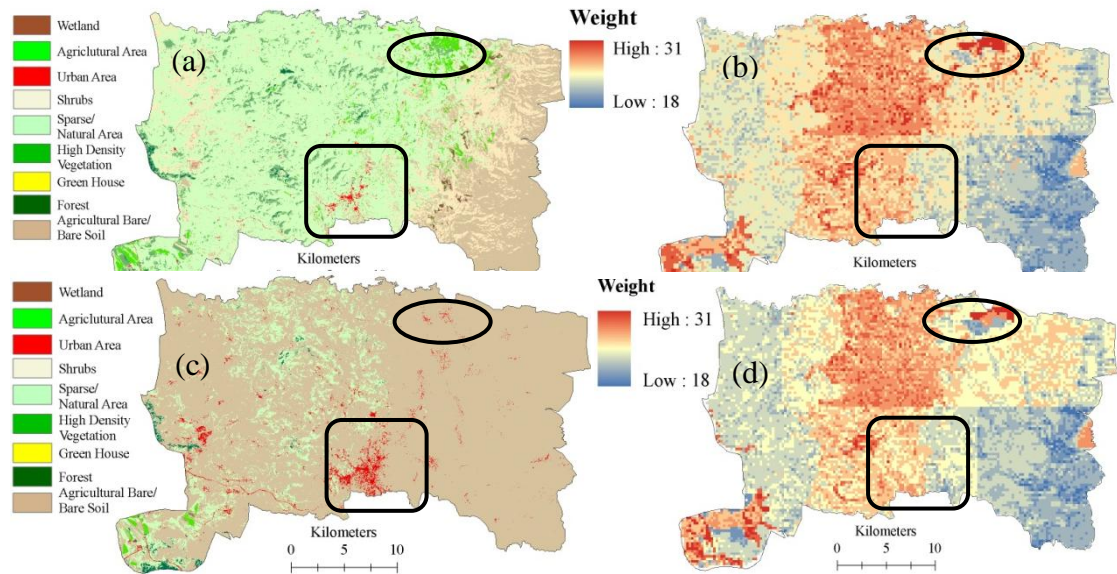 Wetland
Agriclutural Area
Urban Area
Shrubs
Sparse/
Natural Area
High Density
Vegetation
Green House
Forest
Agricultural Bare/
Bare Soil
(a)
Kilometers
Weight
High : 31
Low : 18
(b)
Kilometers
Wetland
Agriclutural Area
Urban Area
Shrubs
Sparse/
Natural Area
High Density
Vegetation
Green House
Forest
Agricultural Bare/
Bare Soil
(c)
Kilometers
0 5 10
Weight
High : 31
Low : 18
(d)
Kilometers
0 5 10